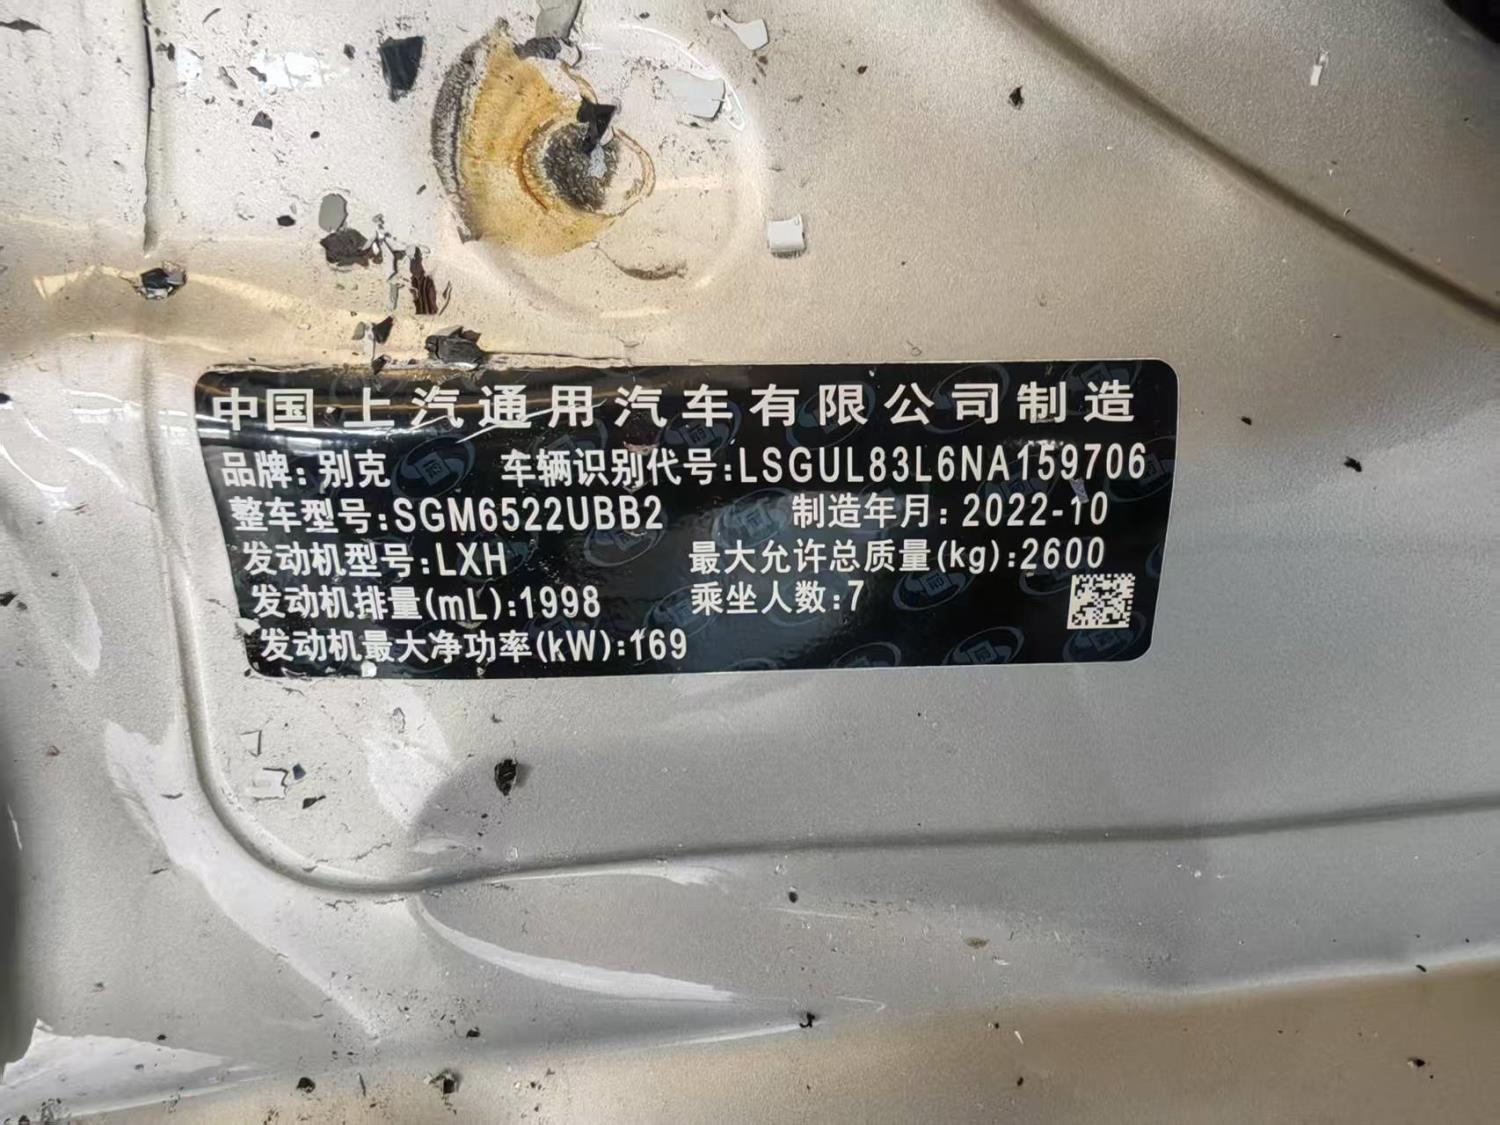 中国·上汽通用汽车有限公司制造
品牌:别克 车辆识别代号:LSGUL83L6NA159706
整车型号:SGM6522UBB2 制造年月:2022-10
发动机型号:LXH 最大允许总质量(kg):2600
发动机排量(mL):1998 乘坐人数:7
发动机最大净功率(kW):169